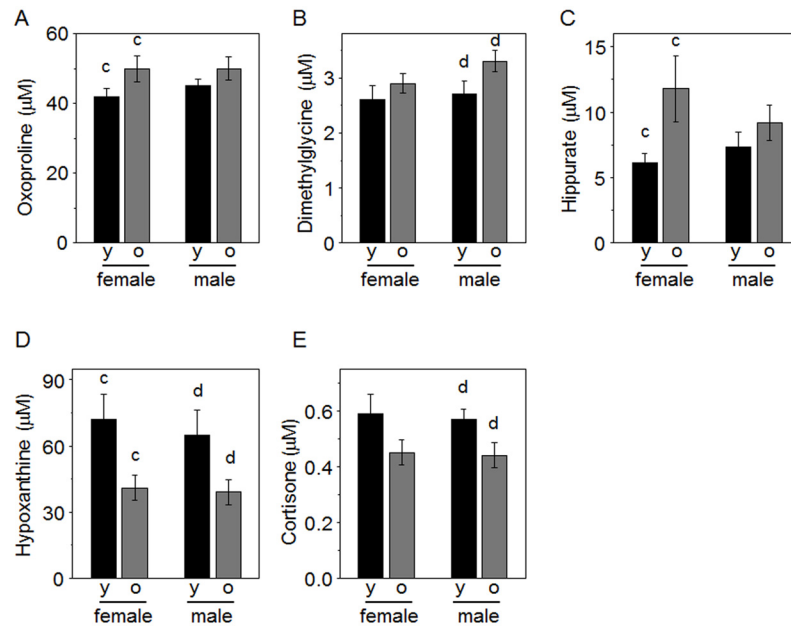 A
Oxoproline (µM)
60
40
20
0
c
c
y o y o
female male
B
Dimethylglycine (µM)
3
2
1
0
d
d
y o y o
female male
C
Hippurate (µM)
15
10
5
0
c
c
y o y o
female male
D
Hypoxanthine (µM)
90
60
30
0
c
c
d
d
y o y o
female male
E
Cortisone (µM)
0.6
0.4
0.2
0.0
d
d
y o y o
female male